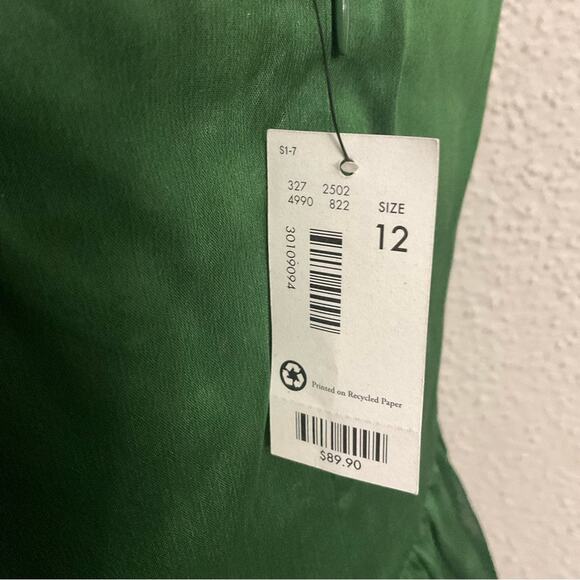 S1-7
327 2502
4990 822
SIZE
12
30109094
Printed on Recycled Paper
$89.90